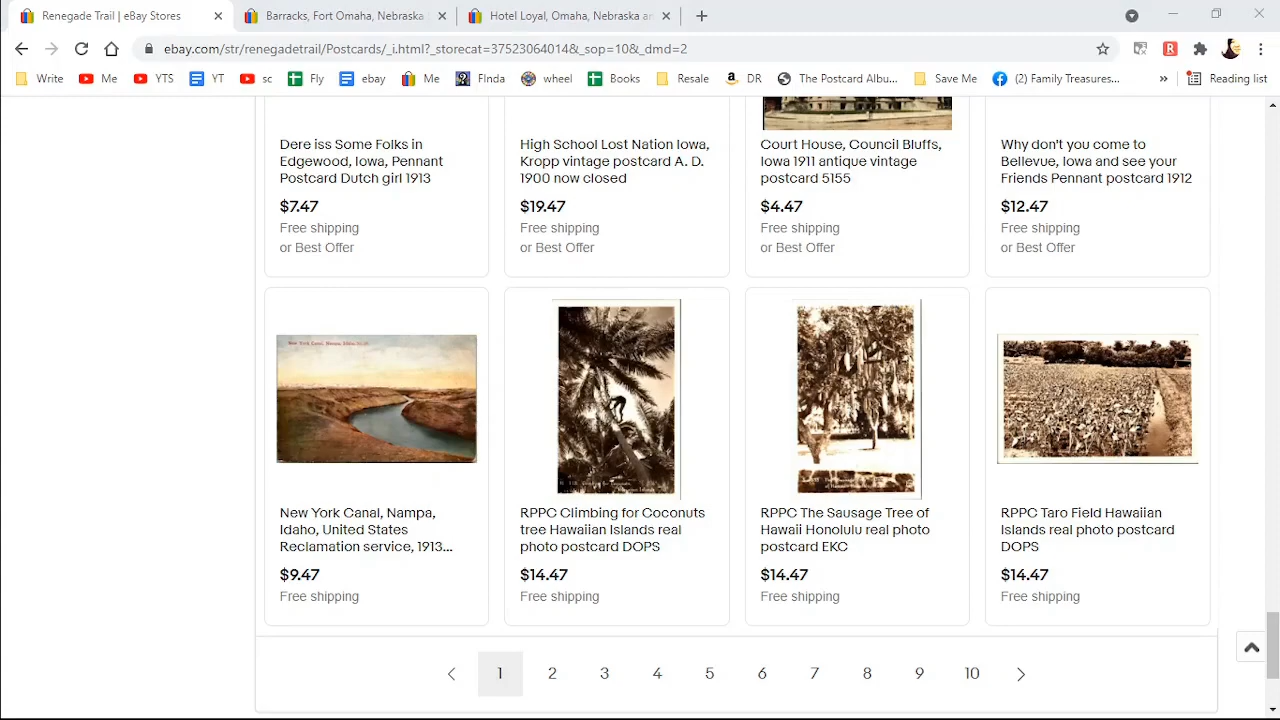 Renegade Trail | eBay Stores
Barracks, Fort Omaha, Nebraska
Hotel Loyal, Omaha, Nebraska ar
ebay.com/str/renegadetrail/Postcards/_i.html?_storecat=37523064014&_sop=10&_dmd=2
Write Me YTS YT sc Fly ebay Me FInda wheel Books Resale DR The Postcard Albu... Save Me (2) Family Treasures... » Reading list
Dere iss Some Folks in
Edgewood, Iowa, Pennant
Postcard Dutch girl 1913
$7.47
Free shipping
or Best Offer
High School Lost Nation Iowa,
Kropp vintage postcard A. D.
1900 now closed
$19.47
Free shipping
or Best Offer
Court House, Council Bluffs,
Iowa 1911 antique vintage
postcard 5155
$4.47
Free shipping
or Best Offer
Why don't you come to
Bellevue, Iowa and see your
Friends Pennant postcard 1912
$12.47
Free shipping
or Best Offer
New York Canal, Nampa,
Idaho, United States
Reclamation service, 1913...
$9.47
Free shipping
RPPC Climbing for Coconuts
tree Hawaiian Islands real
photo postcard DOPS
$14.47
Free shipping
RPPC The Sausage Tree of
Hawaii Honolulu real photo
postcard EKC
$14.47
Free shipping
RPPC Taro Field Hawaiian
Islands real photo postcard
DOPS
$14.47
Free shipping
1 2 3 4 5 6 7 8 9 10